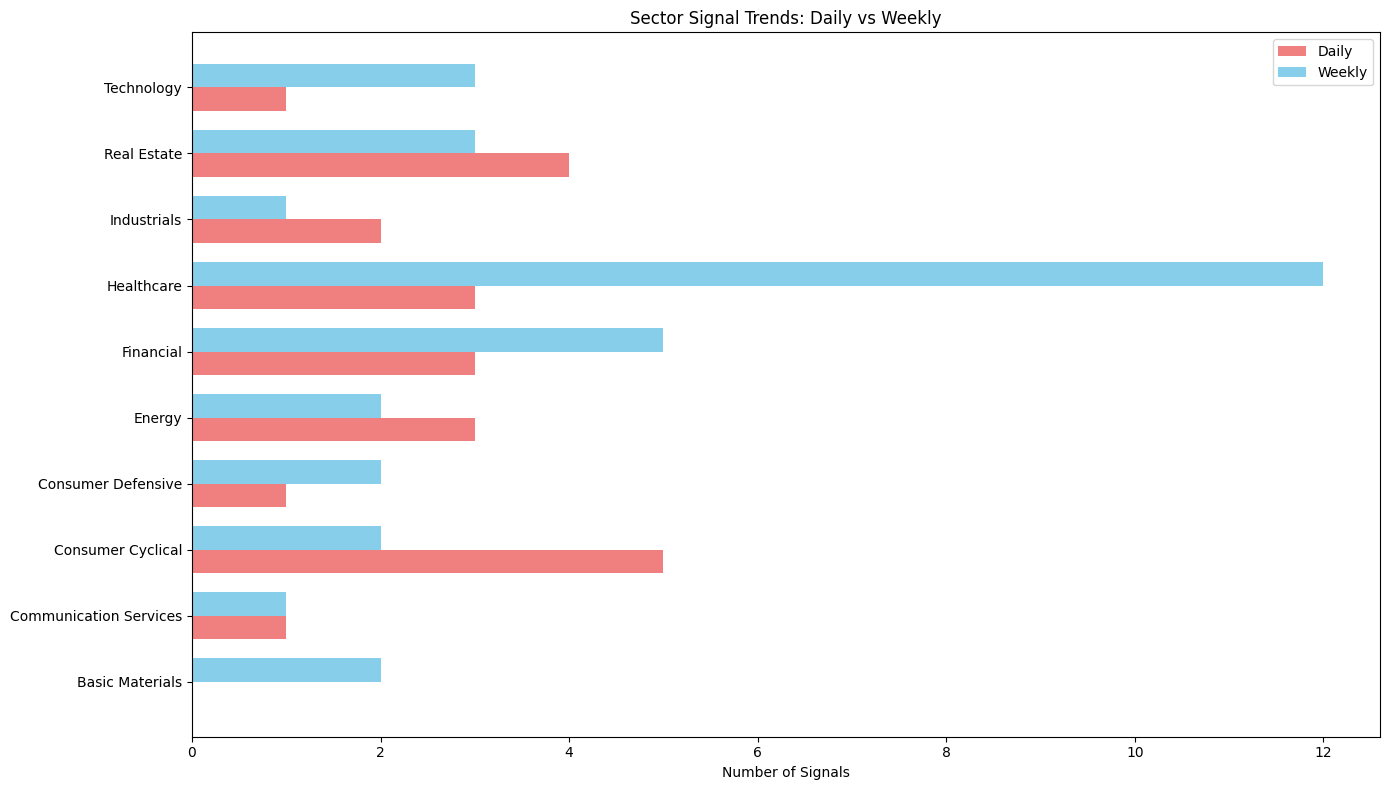 Sector Signal Trends: Daily vs Weekly
Daily
Weekly
Technology
Real Estate
Industrials
Healthcare
Financial
Energy
Consumer Defensive
Consumer Cyclical
Communication Services
Basic Materials
0 2 4 6 8 10 12
Number of Signals